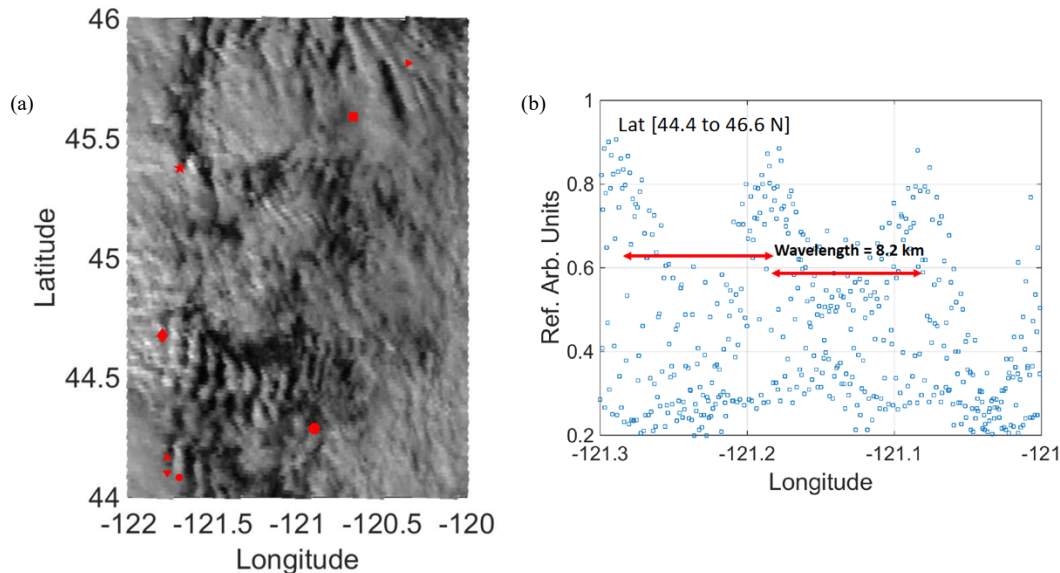 (a)
46
45.5
45
44.5
44
Latitude
-122 -121.5 -121 -120.5 -120
Longitude
(b)
1
0.8
0.6
0.4
0.2
Ref. Arb. Units
Lat [44.4 to 46.6 N]
Wavelength = 8.2 km
-121.3 -121.2 -121.1 -121
Longitude